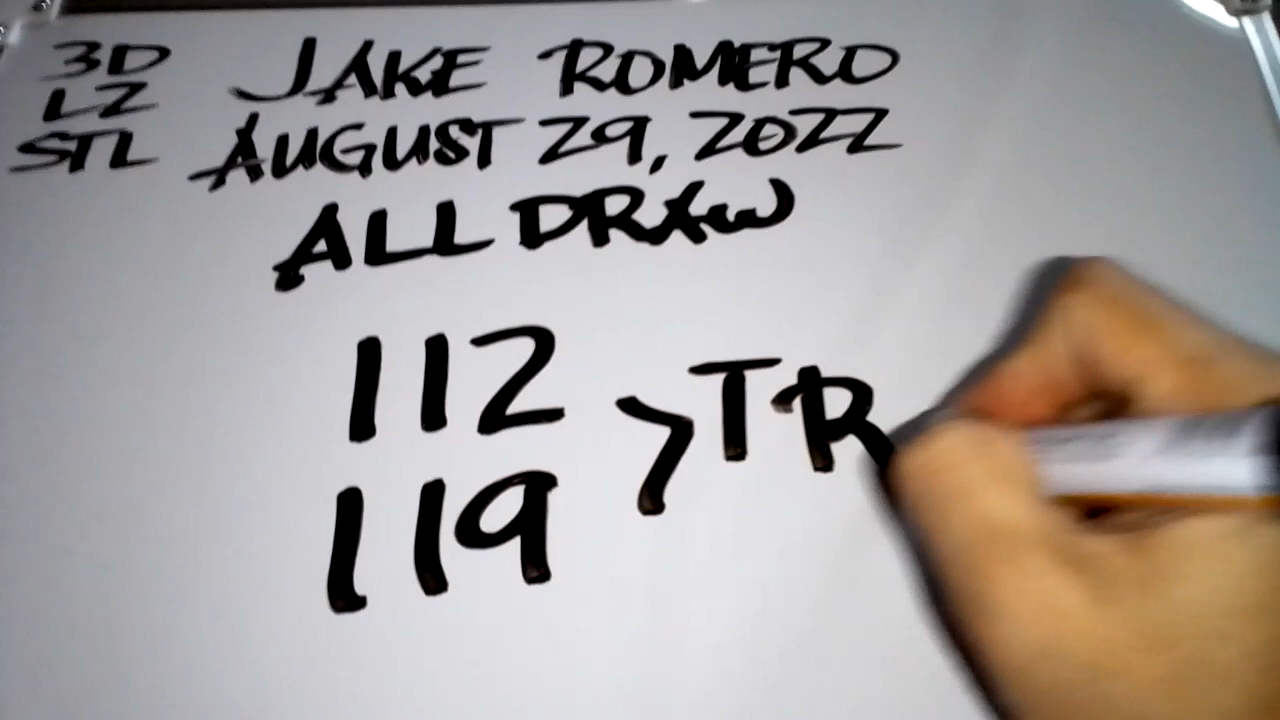 3D JAKE ROMERO
LZ
STL AUGUST 29, 2022
ALL DRAW
112
> TR
119